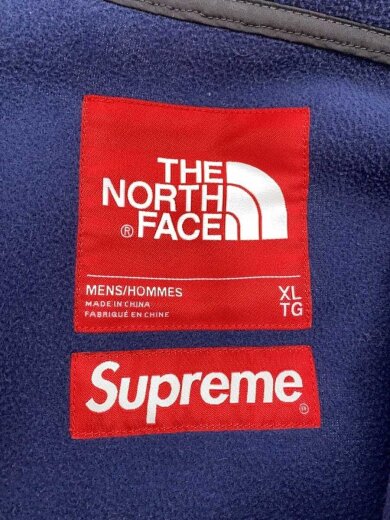 THE
NORTH
FACE®
MENS/HOMMES XL
MADE IN CHINA TG
FABRIQUÉ EN CHINE
Supreme®